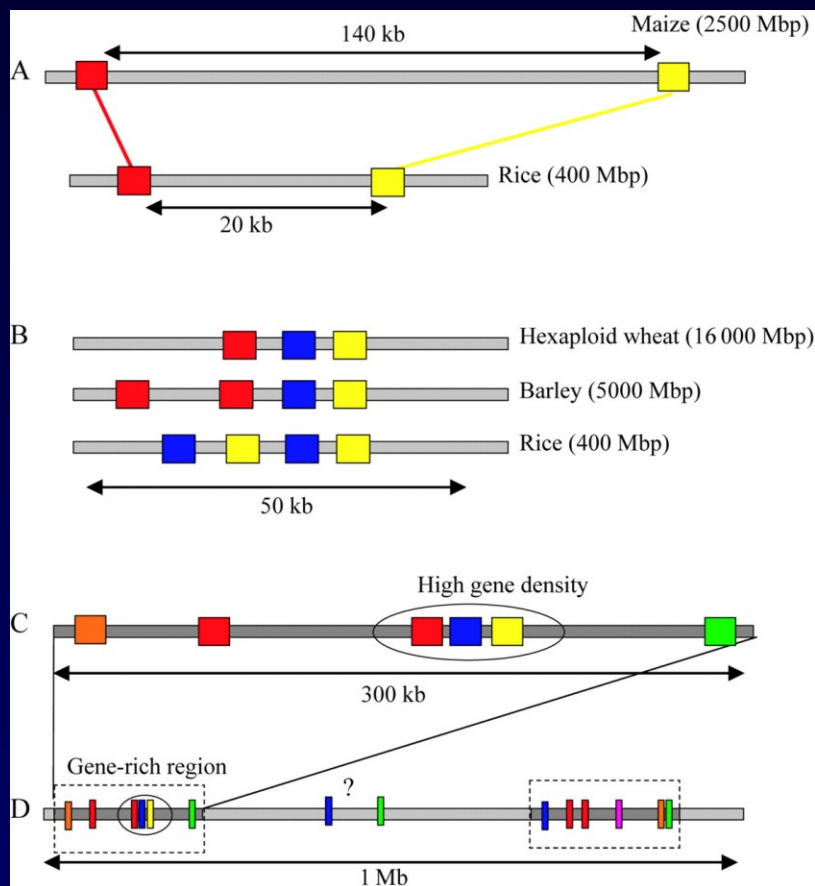 Maize (2500 Mbp)
140 kb
A
Rice (400 Mbp)
20 kb
B
Hexaploid wheat (16 000 Mbp)
Barley (5000 Mbp)
Rice (400 Mbp)
50 kb
High gene density
C
300 kb
Gene-rich region
?
D
1 Mb